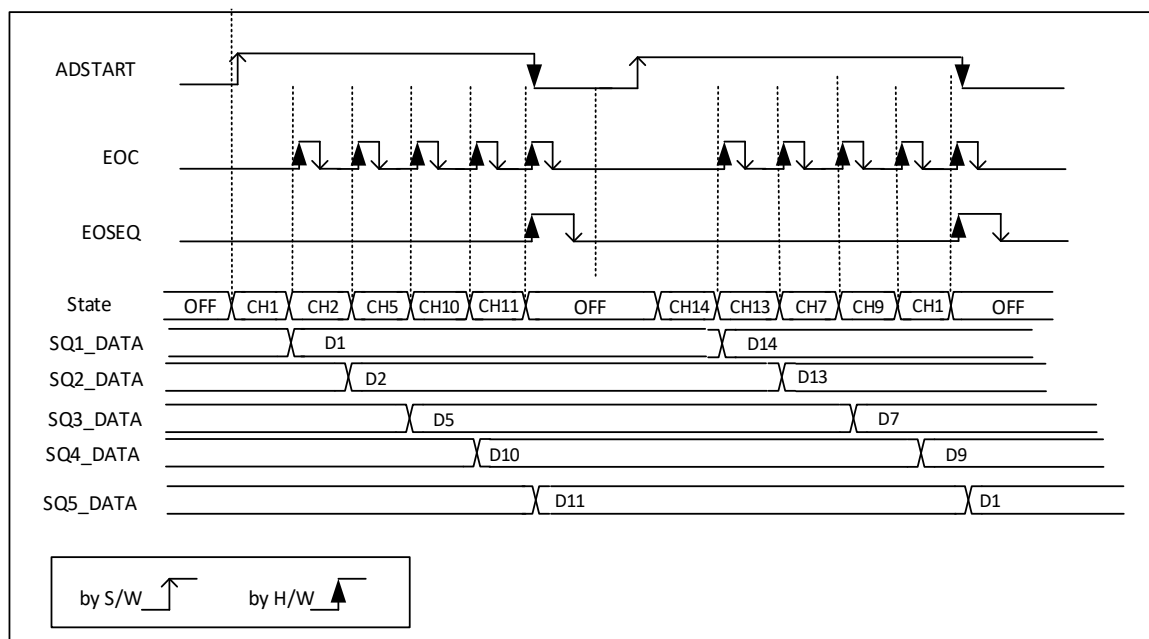 ADSTART
EOC
EOSEQ
State OFF CH1 CH2 CH5 CH10 CH11 OFF CH14 CH13 CH7 CH9 CH1 OFF
SQ1_DATA D1 D14
SQ2_DATA D2 D13
SQ3_DATA D5 D7
SQ4_DATA D10 D9
SQ5_DATA D11 D1
by S/W by H/W